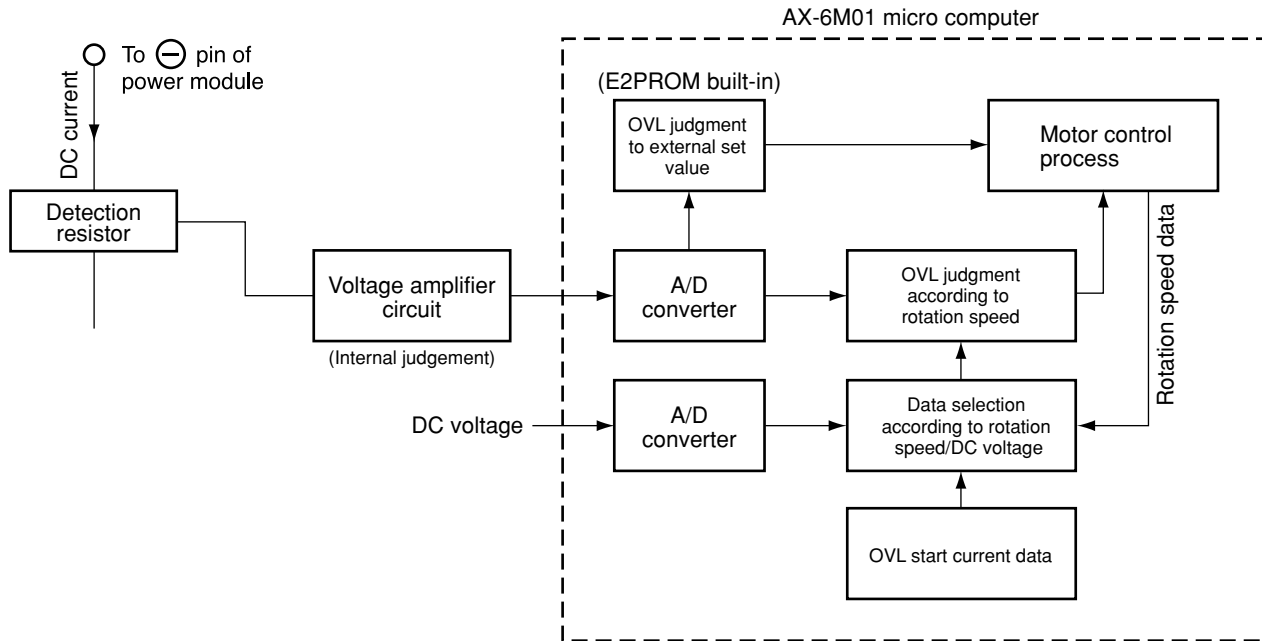 AX-6M01 micro computer
To ⊖ pin of
power module
DC current
(E2PROM built-in)
OVL judgment
to external set
value
Motor control
process
Detection
resistor
Voltage amplifier
circuit
(Internal judgement)
A/D
converter
OVL judgment
according to
rotation speed
Rotation speed data
DC voltage
A/D
converter
Data selection
according to rotation
speed/DC voltage
OVL start current data